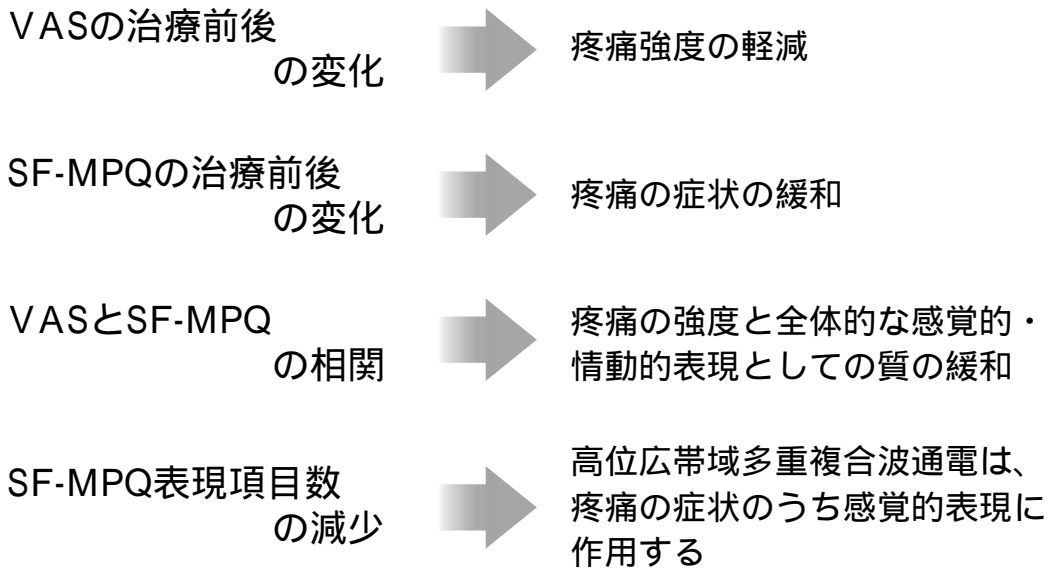 VASの治療前後
の変化
疼痛強度の軽減
SF-MPQの治療前後
の変化
疼痛の症状の緩和
VASとSF-MPQ
の相関
疼痛の強度と全体的な感覚的・
情動的表現としての質の緩和
SF-MPQ表現項目数
の減少
高位広帯域多重複合波通電は、
疼痛の症状のうち感覚的表現に
作用する